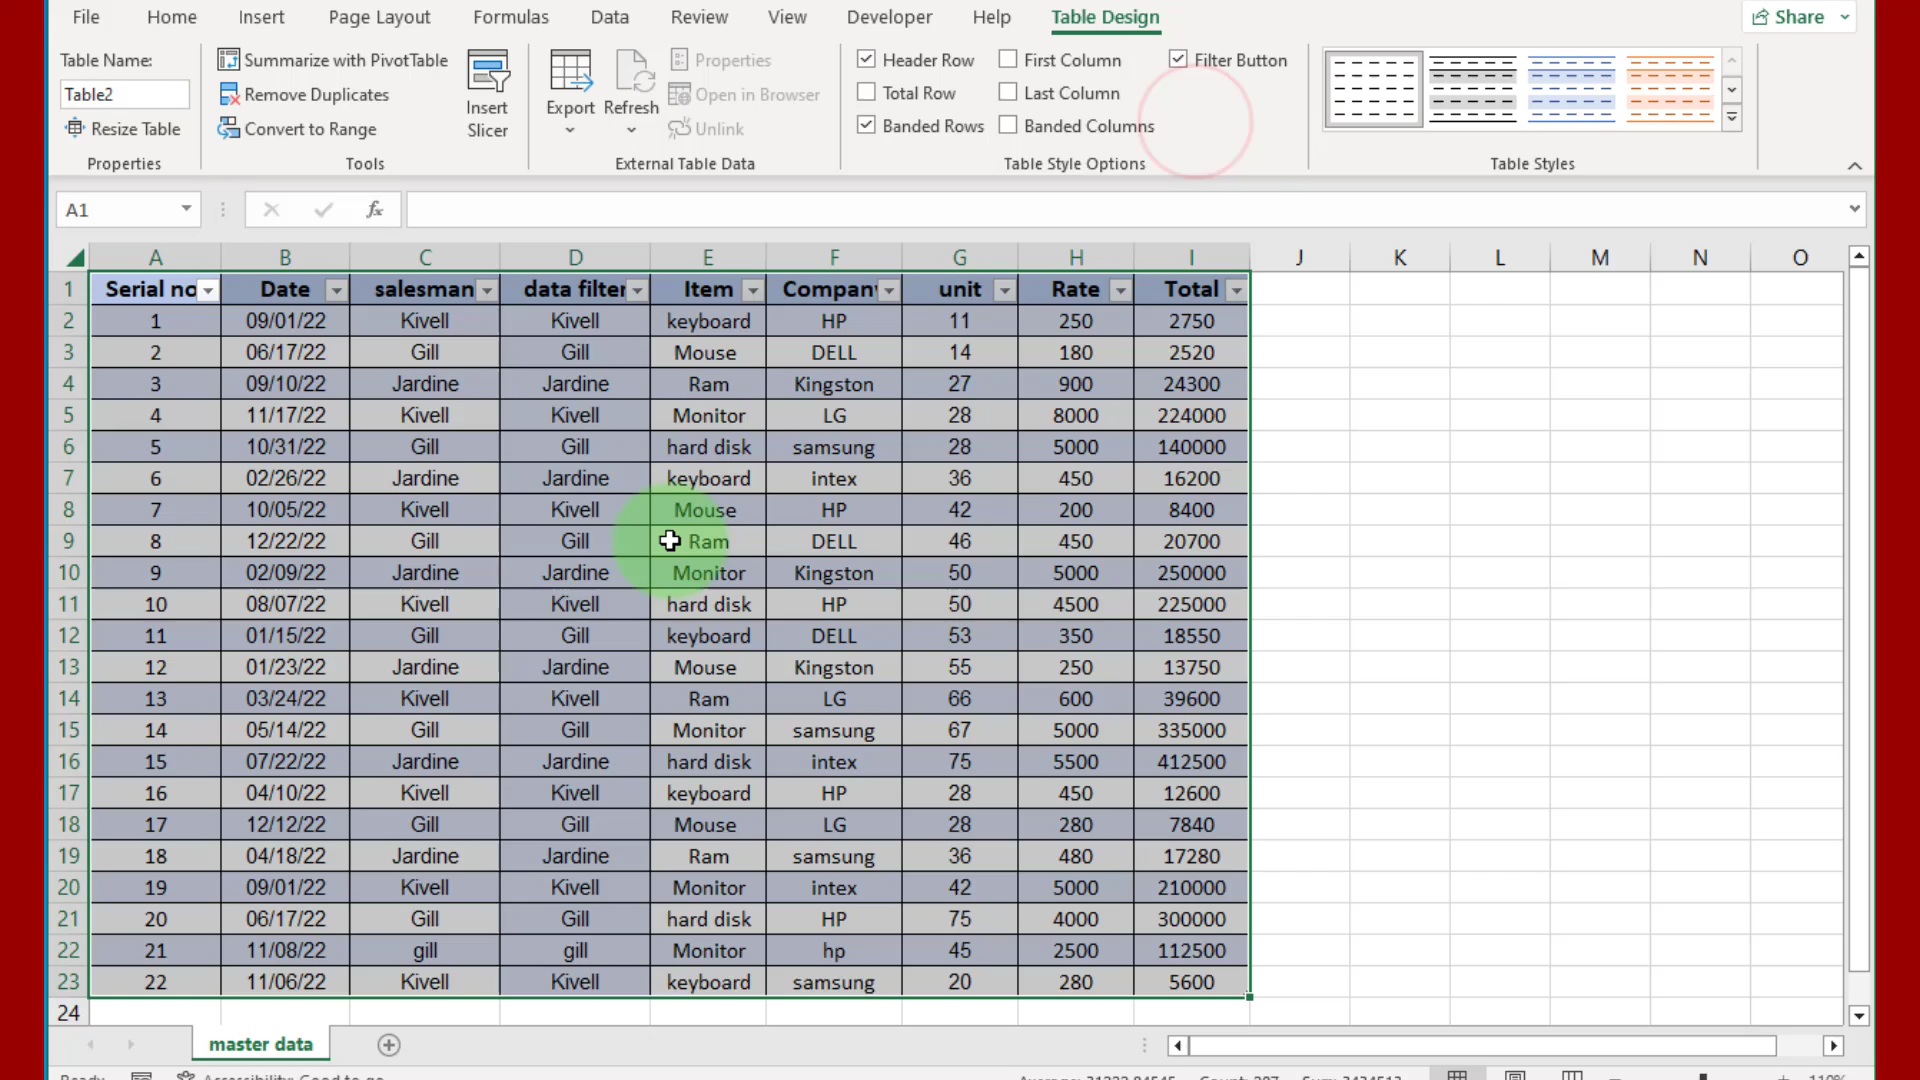 File Home Insert Page Layout Formulas Data Review View Developer Help Table Design Share
Table Name:
Table2
Resize Table
Properties
Summarize with PivotTable
Remove Duplicates
Convert to Range
Tools
Insert
Slicer
Export Refresh
Properties
Open in Browser
Unlink
External Table Data
Header Row First Column Filter Button
Total Row Last Column
Banded Rows Banded Columns
Table Style Options
Table Styles
A1 fx
A B C D E F G H I J K L M N O
1 Serial no Date salesman data filter Item Company unit Rate Total
2 1 09/01/22 Kivell Kivell keyboard HP 11 250 2750
3 2 06/17/22 Gill Gill Mouse DELL 14 180 2520
4 3 09/10/22 Jardine Jardine Ram Kingston 27 900 24300
5 4 11/17/22 Kivell Kivell Monitor LG 28 8000 224000
6 5 10/31/22 Gill Gill hard disk samsung 28 5000 140000
7 6 02/26/22 Jardine Jardine keyboard intex 36 450 16200
8 7 10/05/22 Kivell Kivell Mouse HP 42 200 8400
9 8 12/22/22 Gill Gill Ram DELL 46 450 20700
10 9 02/09/22 Jardine Jardine Monitor Kingston 50 5000 250000
11 10 08/07/22 Kivell Kivell hard disk HP 50 4500 225000
12 11 01/15/22 Gill Gill keyboard DELL 53 350 18550
13 12 01/23/22 Jardine Jardine Mouse Kingston 55 250 13750
14 13 03/24/22 Kivell Kivell Ram LG 66 600 39600
15 14 05/14/22 Gill Gill Monitor samsung 67 5000 335000
16 15 07/22/22 Jardine Jardine hard disk intex 75 5500 412500
17 16 04/10/22 Kivell Kivell keyboard HP 28 450 12600
18 17 12/12/22 Gill Gill Mouse LG 28 280 7840
19 18 04/18/22 Jardine Jardine Ram samsung 36 480 17280
20 19 09/01/22 Kivell Kivell Monitor intex 42 5000 210000
21 20 06/17/22 Gill Gill hard disk HP 75 4000 300000
22 21 11/08/22 gill gill Monitor hp 45 2500 112500
23 22 11/06/22 Kivell Kivell keyboard samsung 20 280 5600
24
master data
Ready Accessibility: Good to go 110%